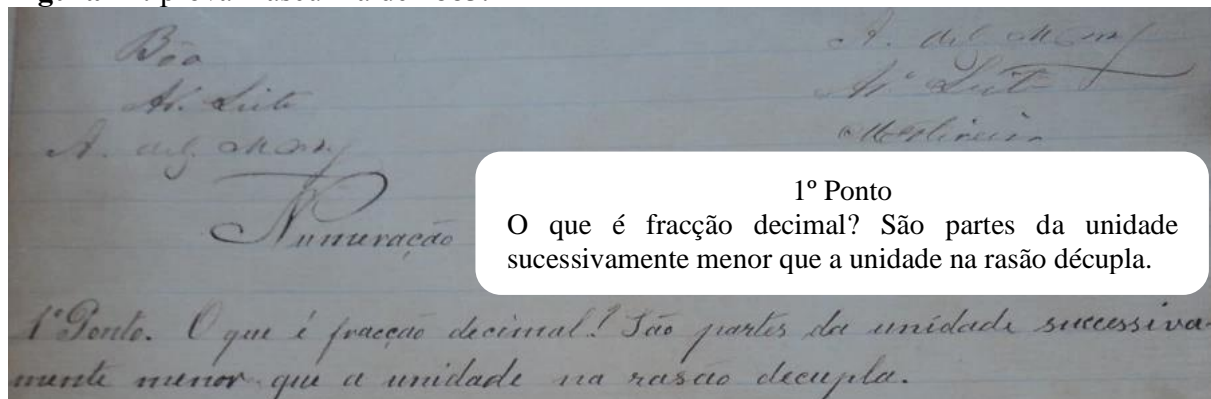 Bôa
1º Ponto
O que é fracção decimal? São partes da unidade
sucessivamente menor que a unidade na rasão décupla.
Numeração
1º Ponto. O que é fracção decimal? São partes da unidade successiva-
mente menor que a unidade na rasão decupla.